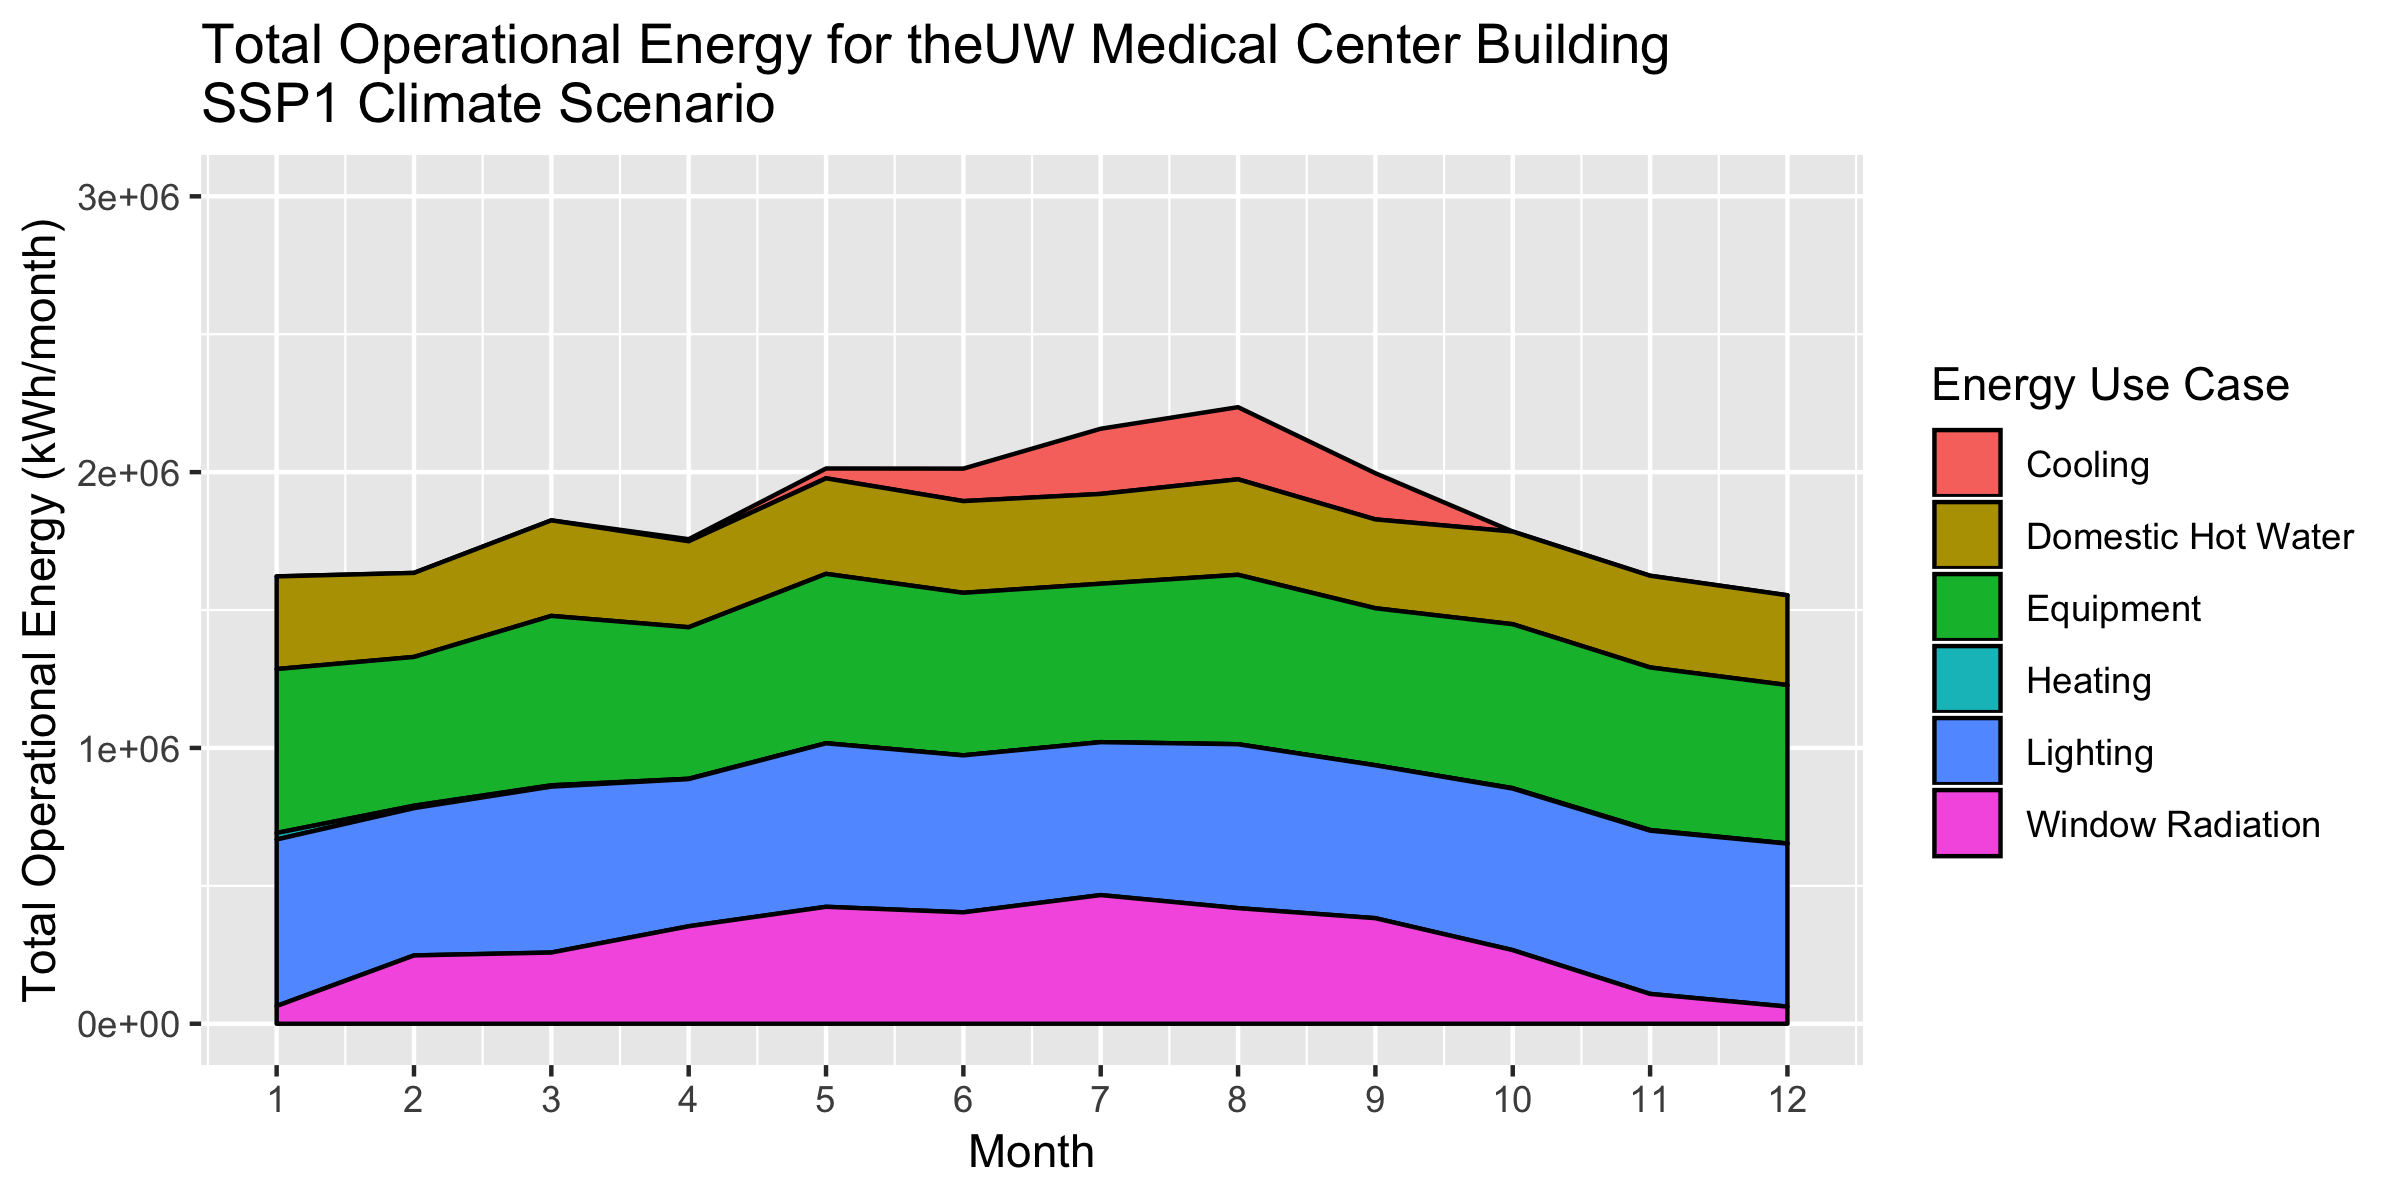 Total Operational Energy for theUW Medical Center Building
SSP1 Climate Scenario
Total Operational Energy (kWh/month)
3e+06
2e+06
1e+06
0e+00
1 2 3 4 5 6 7 8 9 10 11 12
Month
Energy Use Case
Cooling
Domestic Hot Water
Equipment
Heating
Lighting
Window Radiation